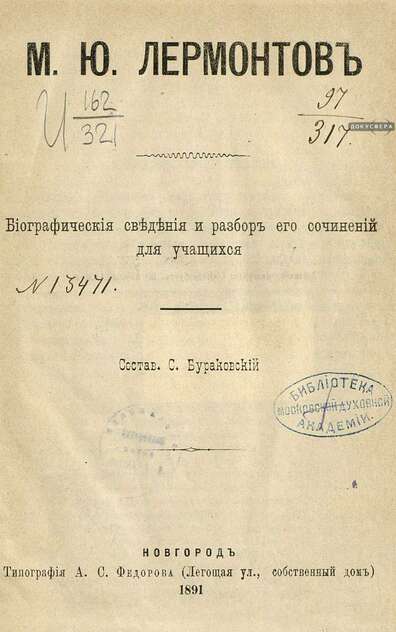 М. Ю. ЛЕРМОНТОВЪ
И 162
321
97
317.
ДОКУСФЕРА
Біографическія свѣдѣнія и разборъ его сочиненій
для учащихся
N 13471.
Состав. С. Бураковскій
БИБЛІОТЕКА
МОСКОВСКОЙ ДУХОВНОЙ
АКАДЕМІИ.
НОВГОРОДЪ
Типографія А. С. Федорова (Легощая ул., собственный домъ)
1891